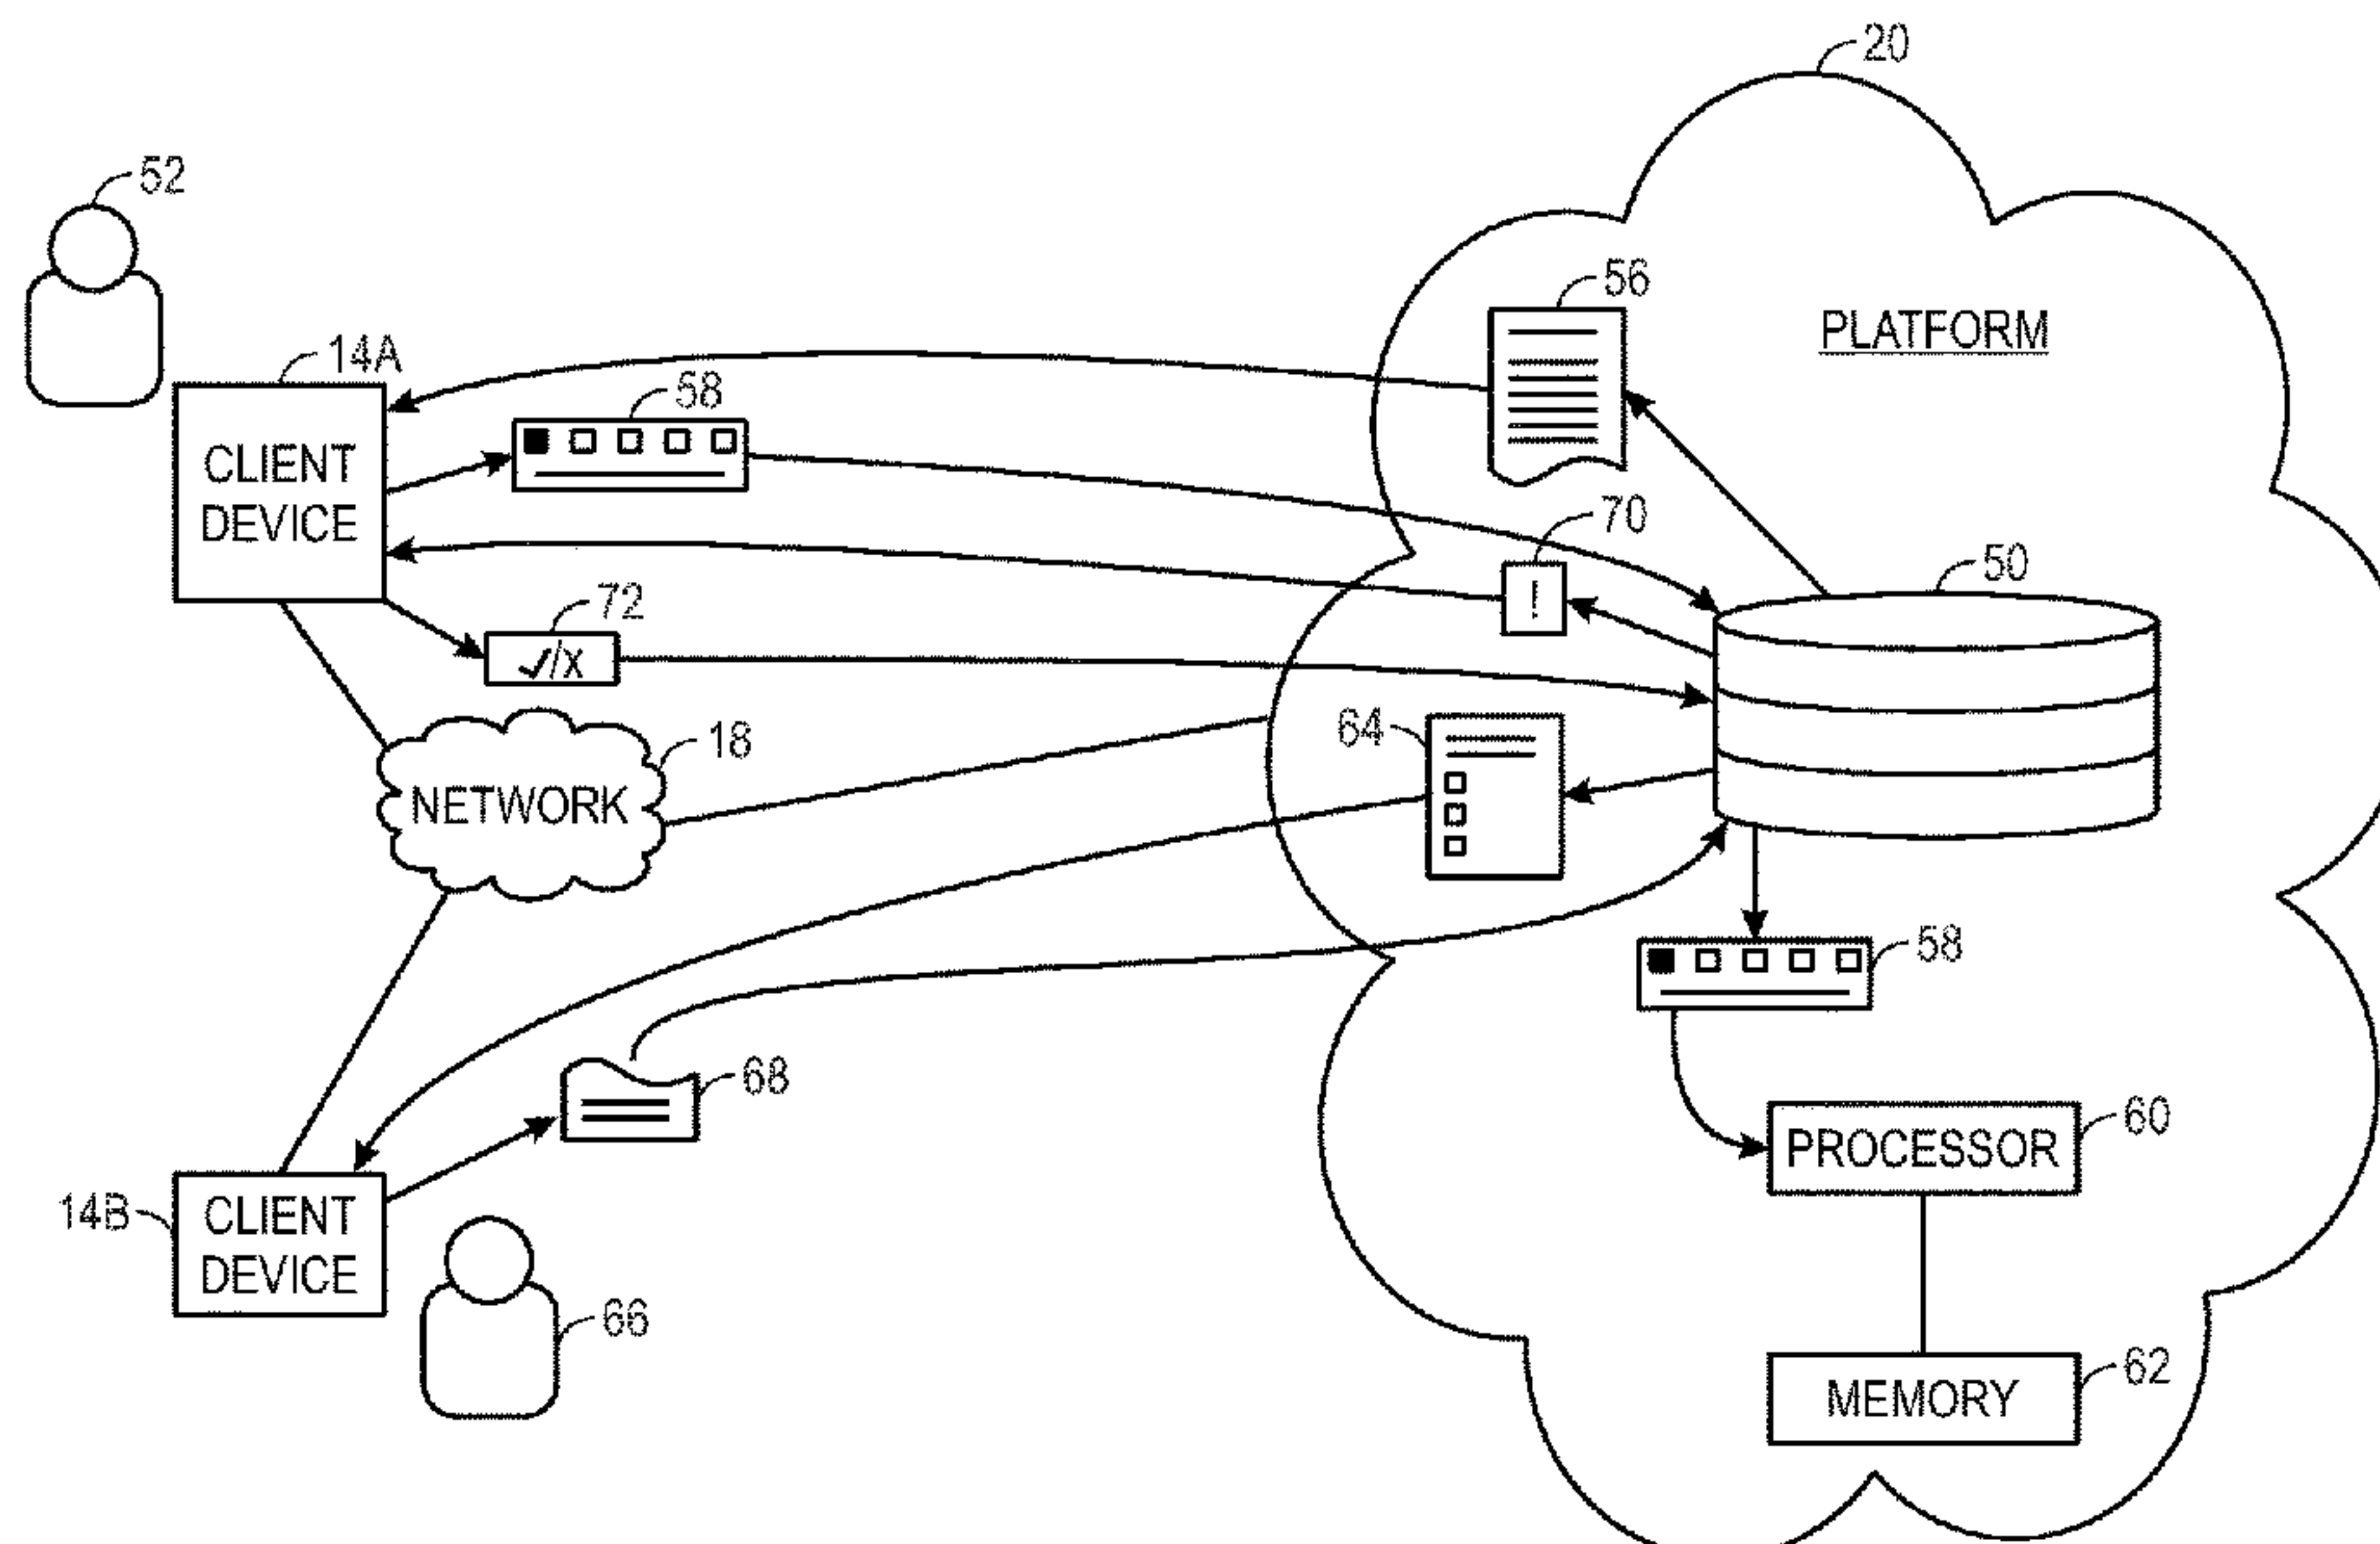 20
52
56
PLATFORM
14A
58
CLIENT
DEVICE
70
50
!
72
√/x
64
18
NETWORK
58
68
60
PROCESSOR
14B
CLIENT
DEVICE
66
62
MEMORY